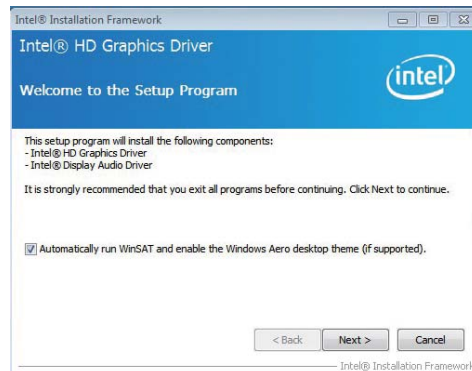 Intel® Installation Framework
Intel® HD Graphics Driver
intel
Welcome to the Setup Program
This setup program will install the following components:
- Intel® HD Graphics Driver
- Intel® Display Audio Driver
It is strongly recommended that you exit all programs before continuing. Click Next to continue.
Automatically run WinSAT and enable the Windows Aero desktop theme (if supported).
< Back
Next >
Cancel
Intel® Installation Framework